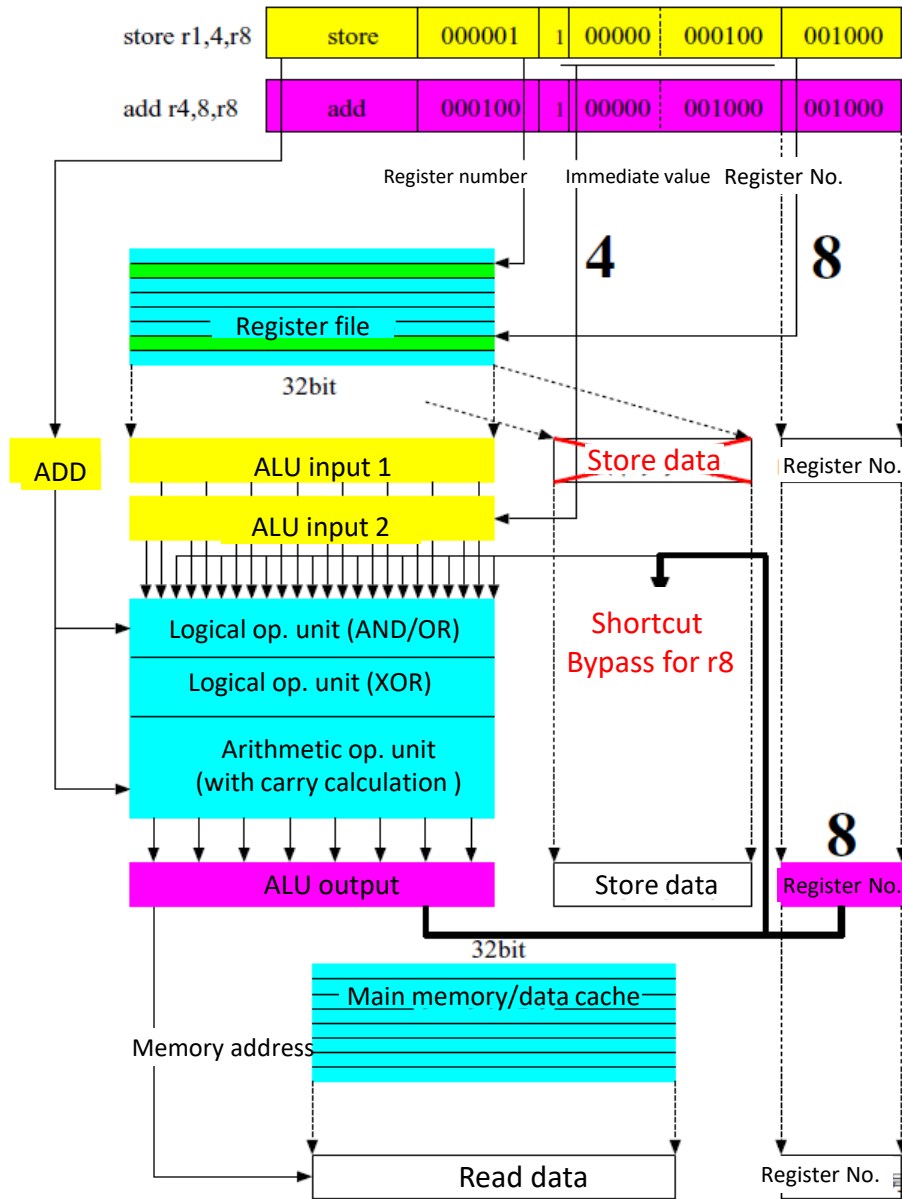 store r1,4,r8 store 000001 1 00000 000100 001000
add r4,8,r8 add 000100 1 00000 001000 001000
Register number Immediate value Register No.
4 8
Register file
32bit
ADD ALU input 1 Store data Register No.
ALU input 2
Logical op. unit (AND/OR) Shortcut
Bypass for r8
Logical op. unit (XOR)
Arithmetic op. unit
(with carry calculation )
8
ALU output Store data Register No.
32bit
Main memory/data cache
Memory address
Read data Register No.